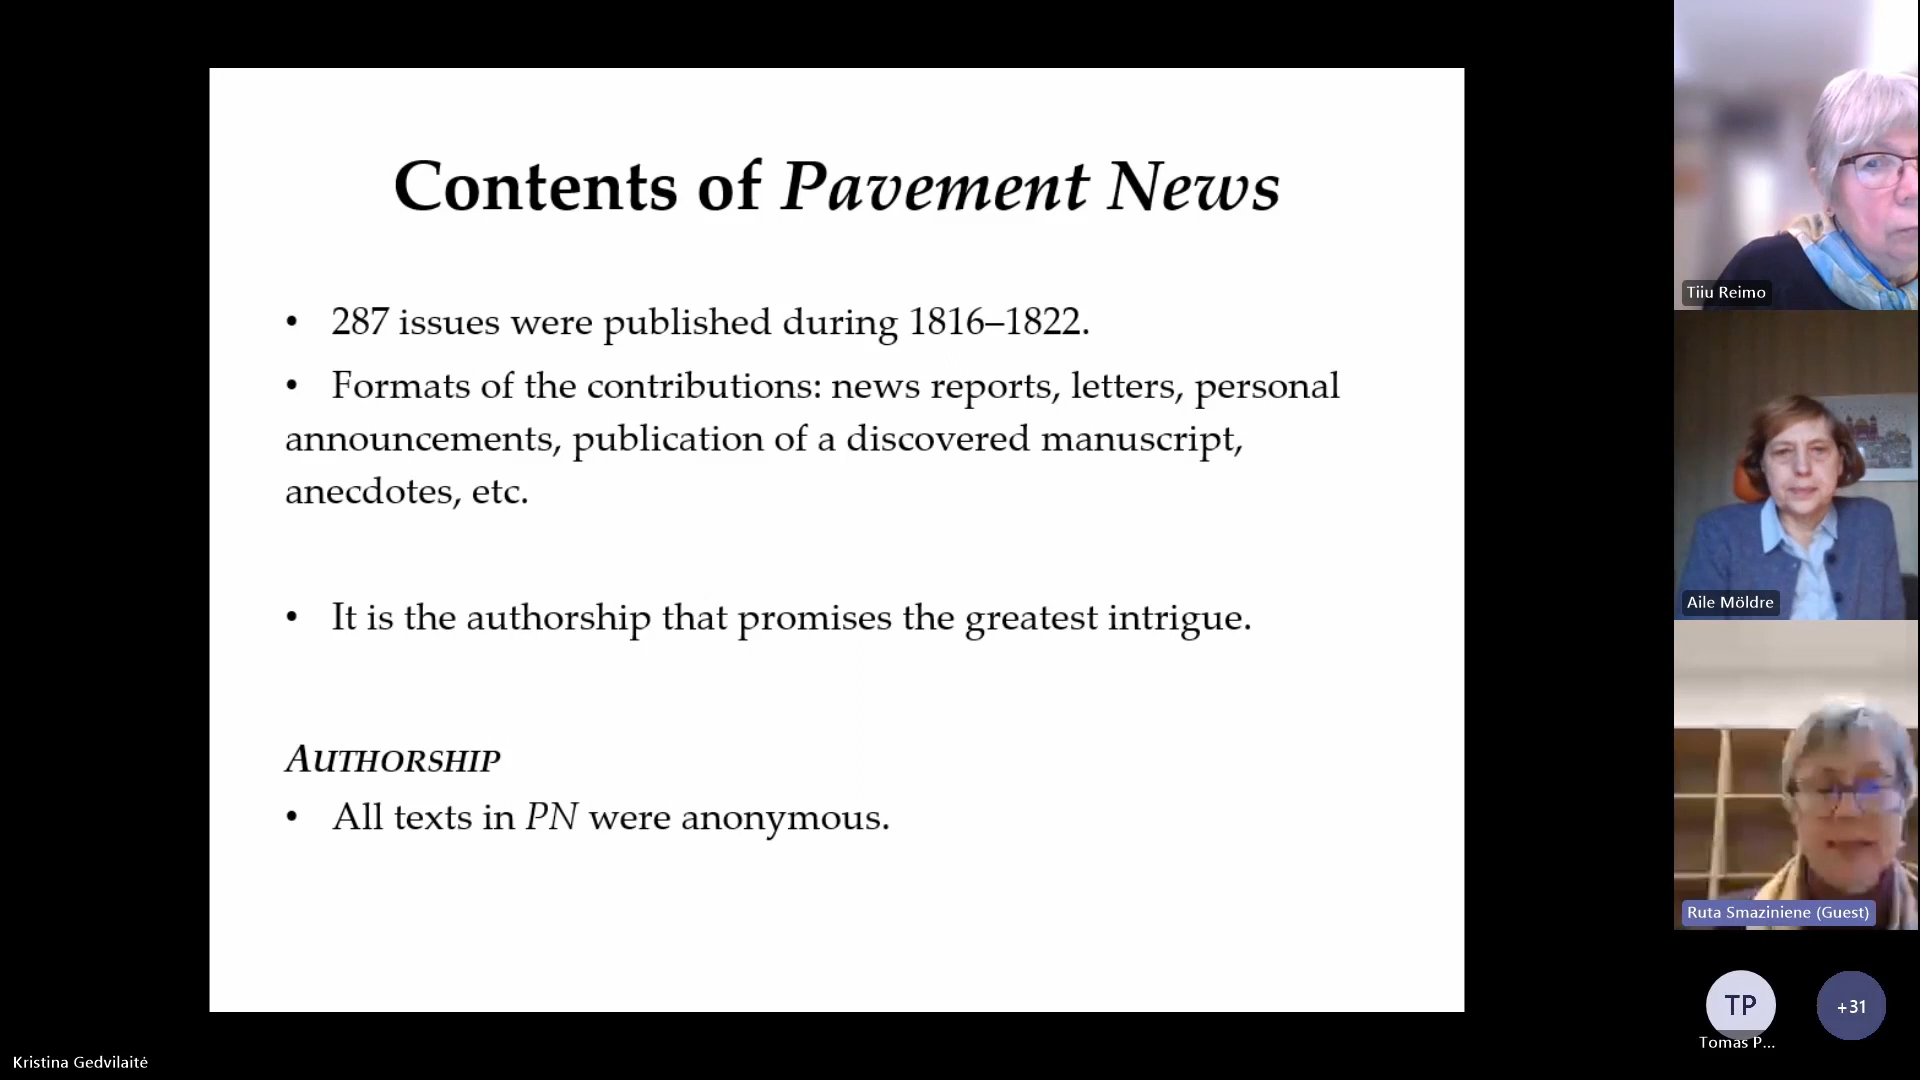 Contents of Pavement News
• 287 issues were published during 1816–1822.
• Formats of the contributions: news reports, letters, personal
announcements, publication of a discovered manuscript,
anecdotes, etc.
• It is the authorship that promises the greatest intrigue.
AUTHORSHIP
• All texts in PN were anonymous.
Tiiu Reimo
Aile Möldre
Ruta Smaziniene (Guest)
TP
+31
Tomas P...
Kristina Gedvilaitė